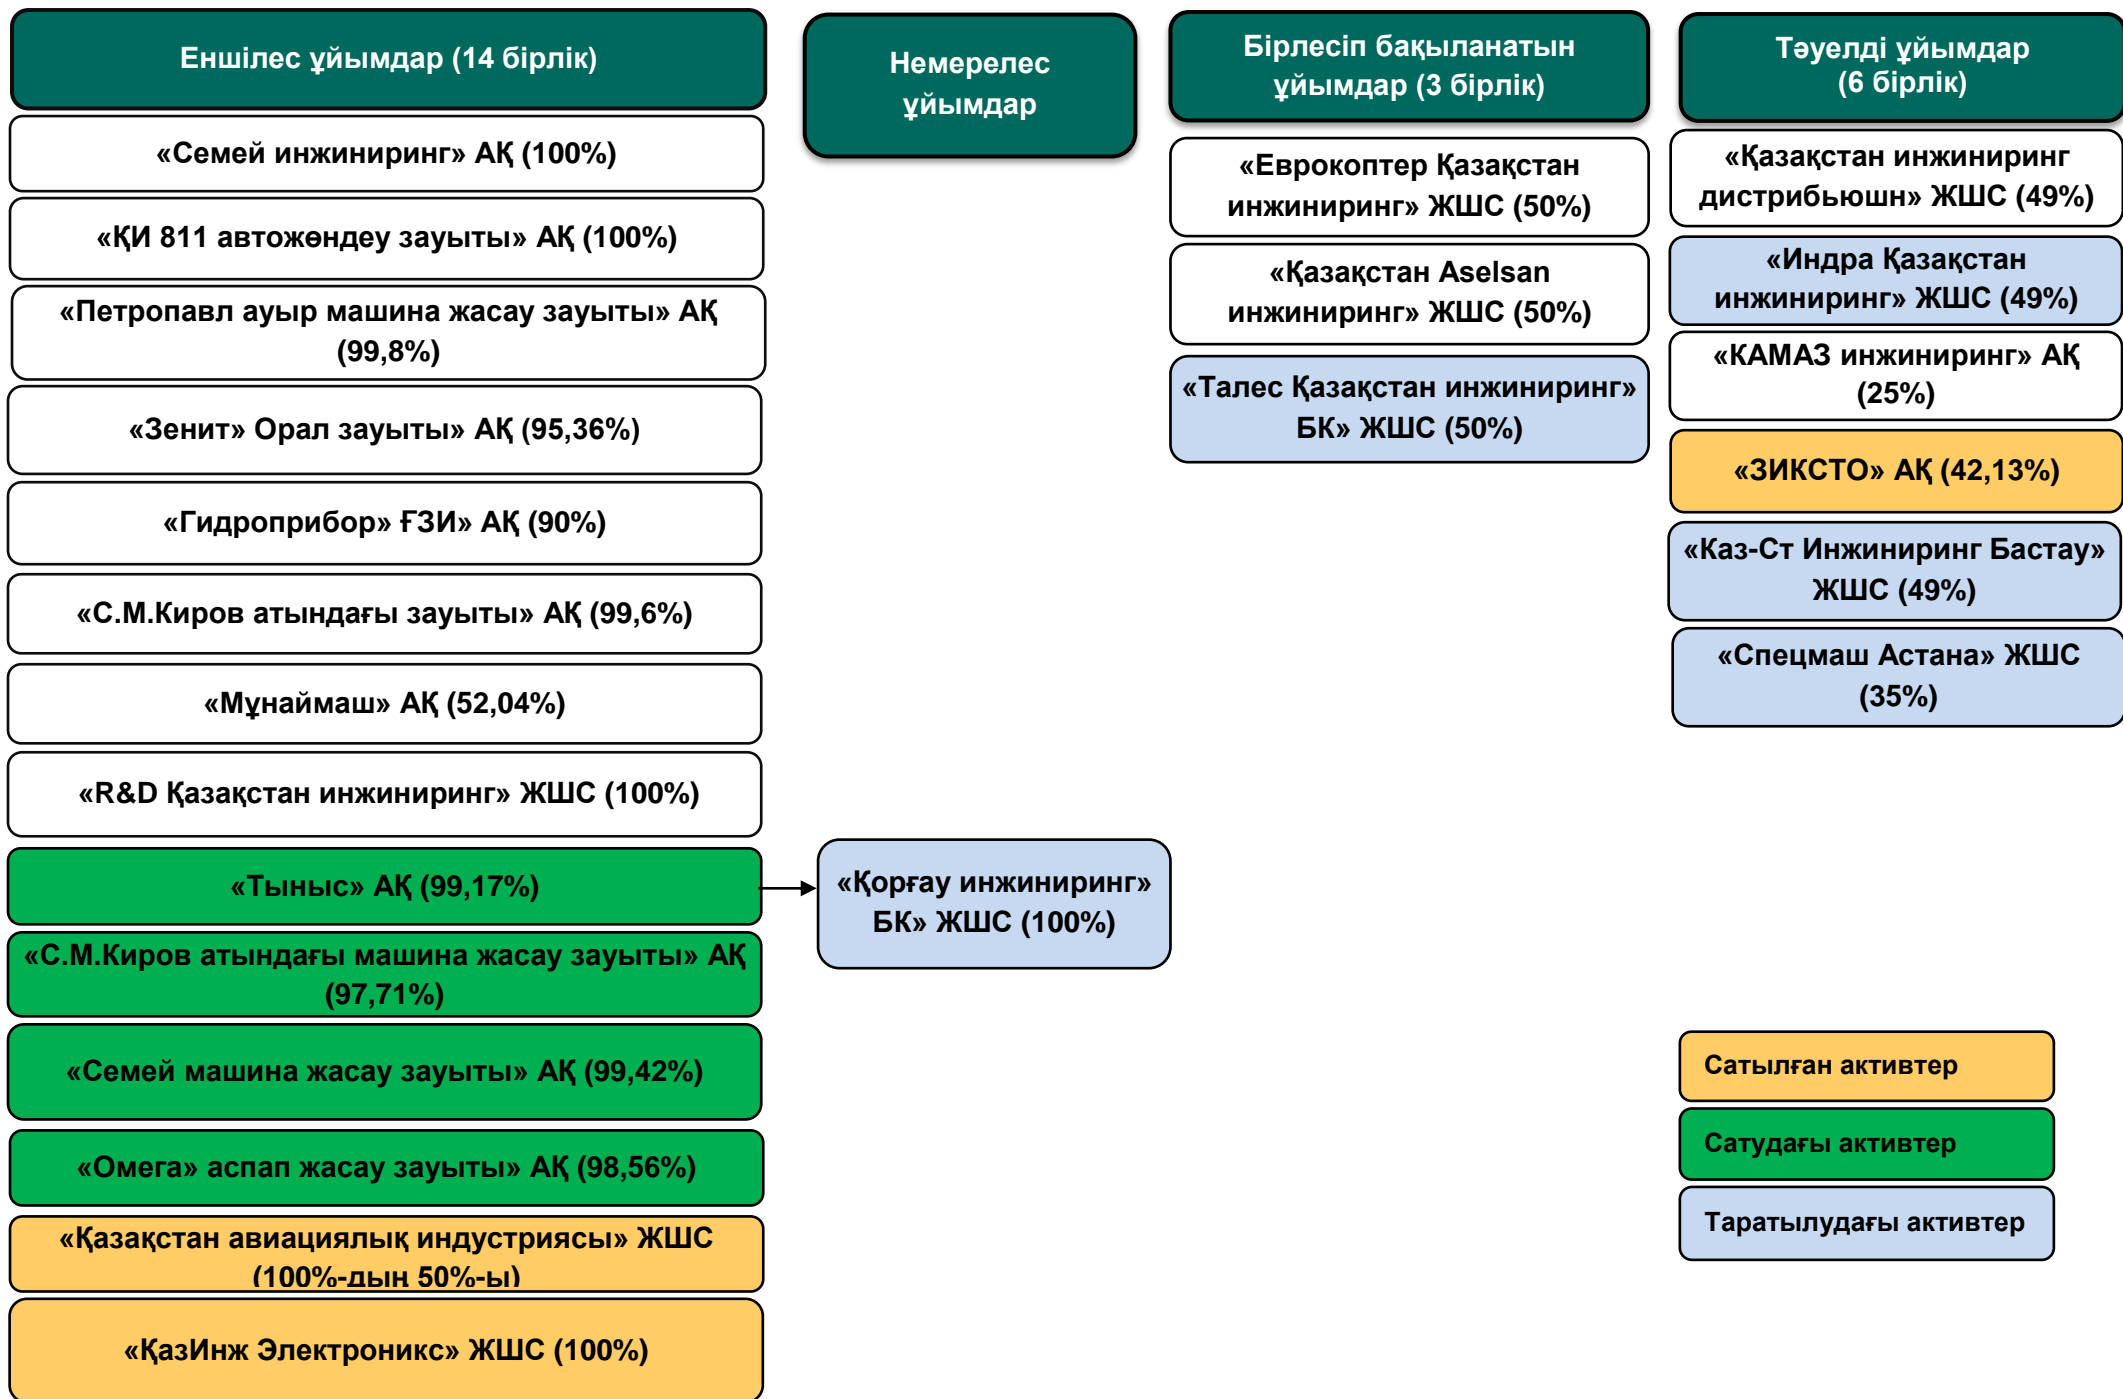 Еншілес ұйымдар (14 бірлік)
«Семей инжиниринг» АҚ (100%)
«ҚИ 811 автожөндеу зауыты» АҚ (100%)
«Петропавл ауыр машина жасау зауыты» АҚ
(99,8%)
«Зенит» Орал зауыты» АҚ (95,36%)
«Гидроприбор» ҒЗИ» АҚ (90%)
«С.М.Киров атындағы зауыты» АҚ (99,6%)
«Мұнаймаш» АҚ (52,04%)
«R&D Қазақстан инжиниринг» ЖШС (100%)
«Тыныс» АҚ (99,17%)
«С.М.Киров атындағы машина жасау зауыты» АҚ
(97,71%)
«Семей машина жасау зауыты» АҚ (99,42%)
«Омега» аспап жасау зауыты» АҚ (98,56%)
«Қазақстан авиациялық индустриясы» ЖШС
(100%-дың 50%-ы)
«ҚазИнж Электроникс» ЖШС (100%)
Немерелес
ұйымдар
«Қорғау инжиниринг»
БК» ЖШС (100%)
Бірлесіп бақыланатын
ұйымдар (3 бірлік)
«Еврокоптер Қазақстан
инжиниринг» ЖШС (50%)
«Қазақстан Aselsan
инжиниринг» ЖШС (50%)
«Талес Қазақстан инжиниринг»
БК» ЖШС (50%)
Тәуелді ұйымдар
(6 бірлік)
«Қазақстан инжиниринг
дистрибьюшн» ЖШС (49%)
«Индра Қазақстан
инжиниринг» ЖШС (49%)
«КАМАЗ инжиниринг» АҚ
(25%)
«ЗИКСТО» АҚ (42,13%)
«Каз-Ст Инжиниринг Бастау»
ЖШС (49%)
«Спецмаш Астана» ЖШС
(35%)
Сатылған активтер
Сатудағы активтер
Таратылудағы активтер